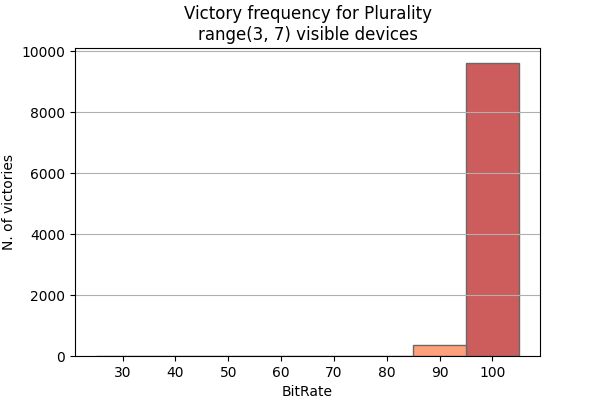 Victory frequency for Plurality
range(3, 7) visible devices
10000
8000
6000
4000
2000
0
N. of victories
30 40 50 60 70 80 90 100
BitRate